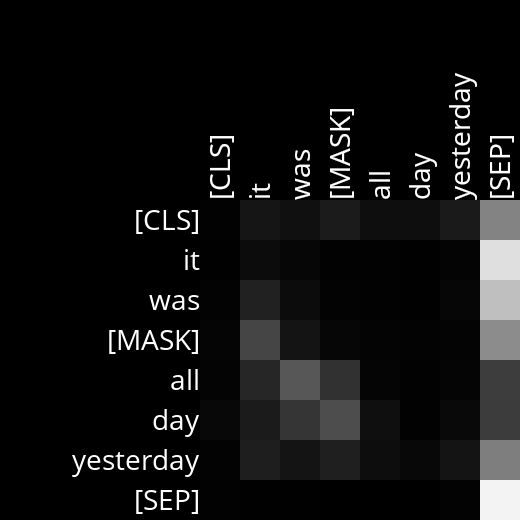 [CLS] it was [MASK] all day yesterday [SEP]
[CLS]
it
was
[MASK]
all
day
yesterday
[SEP]